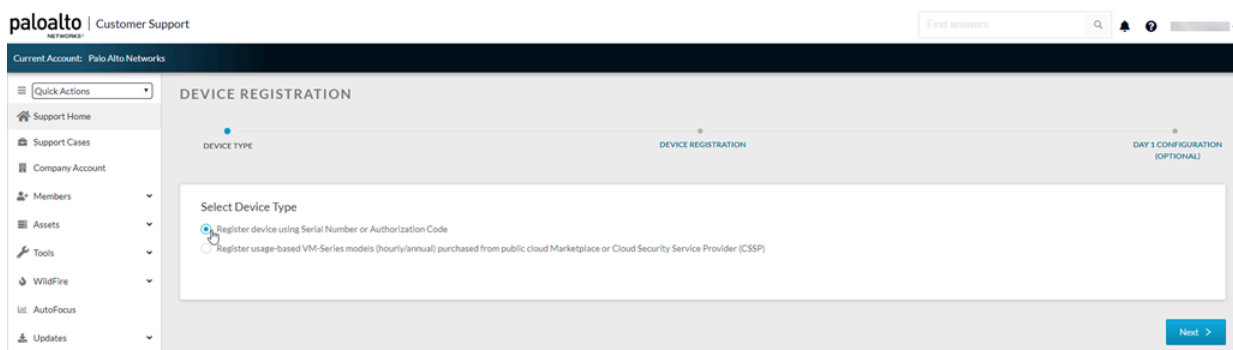 paloalto | Customer Support
NETWORKS
Find answers
Current Account: Palo Alto Networks
Quick Actions
Support Home
Support Cases
Company Account
Members
Assets
Tools
WildFire
AutoFocus
Updates
DEVICE REGISTRATION
DEVICE TYPE
DEVICE REGISTRATION
DAY 1 CONFIGURATION
(OPTIONAL)
Select Device Type
Register device using Serial Number or Authorization Code
Register usage-based VM-Series models (hourly/annual) purchased from public cloud Marketplace or Cloud Security Service Provider (CSSP)
Next >